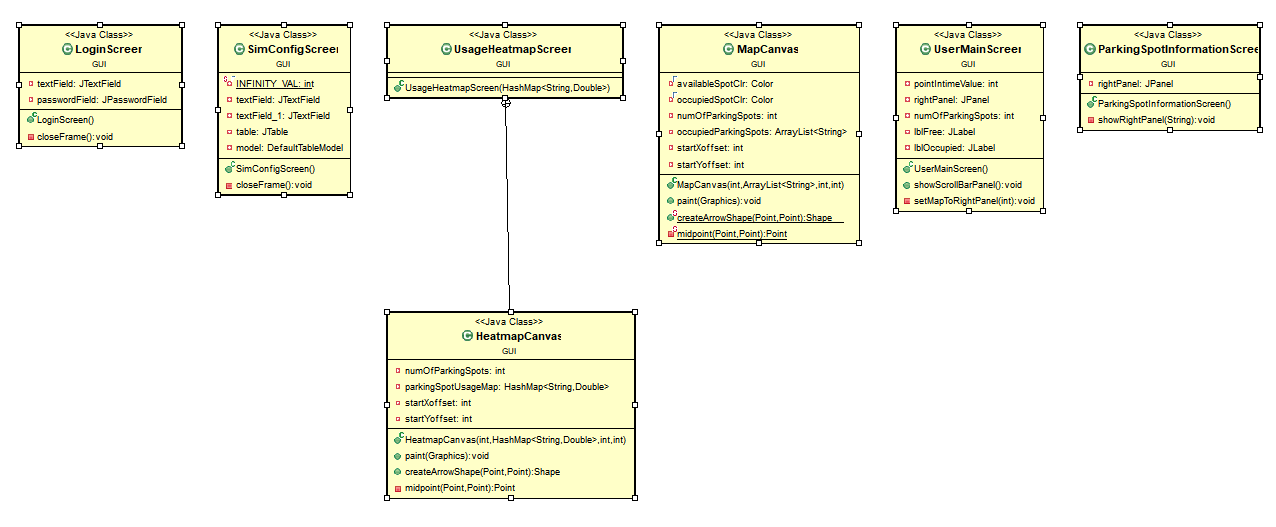 <<Java Class>>
LoginScreen
GUI
textField: JTextField
passwordField: JPasswordField
LoginScreen()
closeFrame():void
<<Java Class>>
SimConfigScreen
GUI
INFINITY_VAL: int
textField: JTextField
textField_1: JTextField
table: JTable
model: DefaultTableModel
SimConfigScreen()
closeFrame():void
<<Java Class>>
UsageHeatmapScreen
GUI
UsageHeatmapScreen(HashMap<String,Double>)
<<Java Class>>
MapCanvas
GUI
availableSpotClr: Color
occupiedSpotClr: Color
numOfParkingSpots: int
occupiedParkingSpots: ArrayList<String>
startXoffset: int
startYoffset: int
MapCanvas(int,ArrayList<String>,int,int)
paint(Graphics):void
createArrowShape(Point,Point):Shape
midpoint(Point,Point):Point
<<Java Class>>
UserMainScreen
GUI
pointintimeValue: int
rightPanel: JPanel
numOfParkingSpots: int
lblFree: JLabel
lblOccupied: JLabel
UserMainScreen()
showScrollBarPanel():void
setMapToRightPanel(int):void
<<Java Class>>
ParkingSpotInformationScreen
GUI
rightPanel: JPanel
ParkingSpotInformationScreen()
showRightPanel(String):void
<<Java Class>>
HeatmapCanvas
GUI
numOfParkingSpots: int
parkingSpotUsageMap: HashMap<String,Double>
startXoffset: int
startYoffset: int
HeatmapCanvas(int,HashMap<String,Double>,int,int)
paint(Graphics):void
createArrowShape(Point,Point):Shape
midpoint(Point,Point):Point